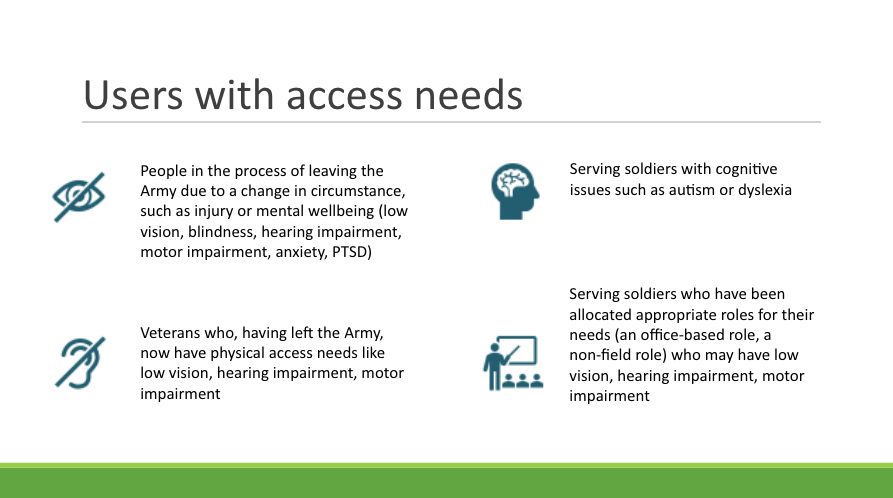 Users with access needs
People in the process of leaving the
Army due to a change in circumstance,
such as injury or mental wellbeing (low
vision, blindness, hearing impairment,
motor impairment, anxiety, PTSD)
Veterans who, having left the Army,
now have physical access needs like
low vision, hearing impairment, motor
impairment
Serving soldiers with cognitive
issues such as autism or dyslexia
Serving soldiers who have been
allocated appropriate roles for their
needs (an office-based role, a
non-field role) who may have low
vision, hearing impairment, motor
impairment